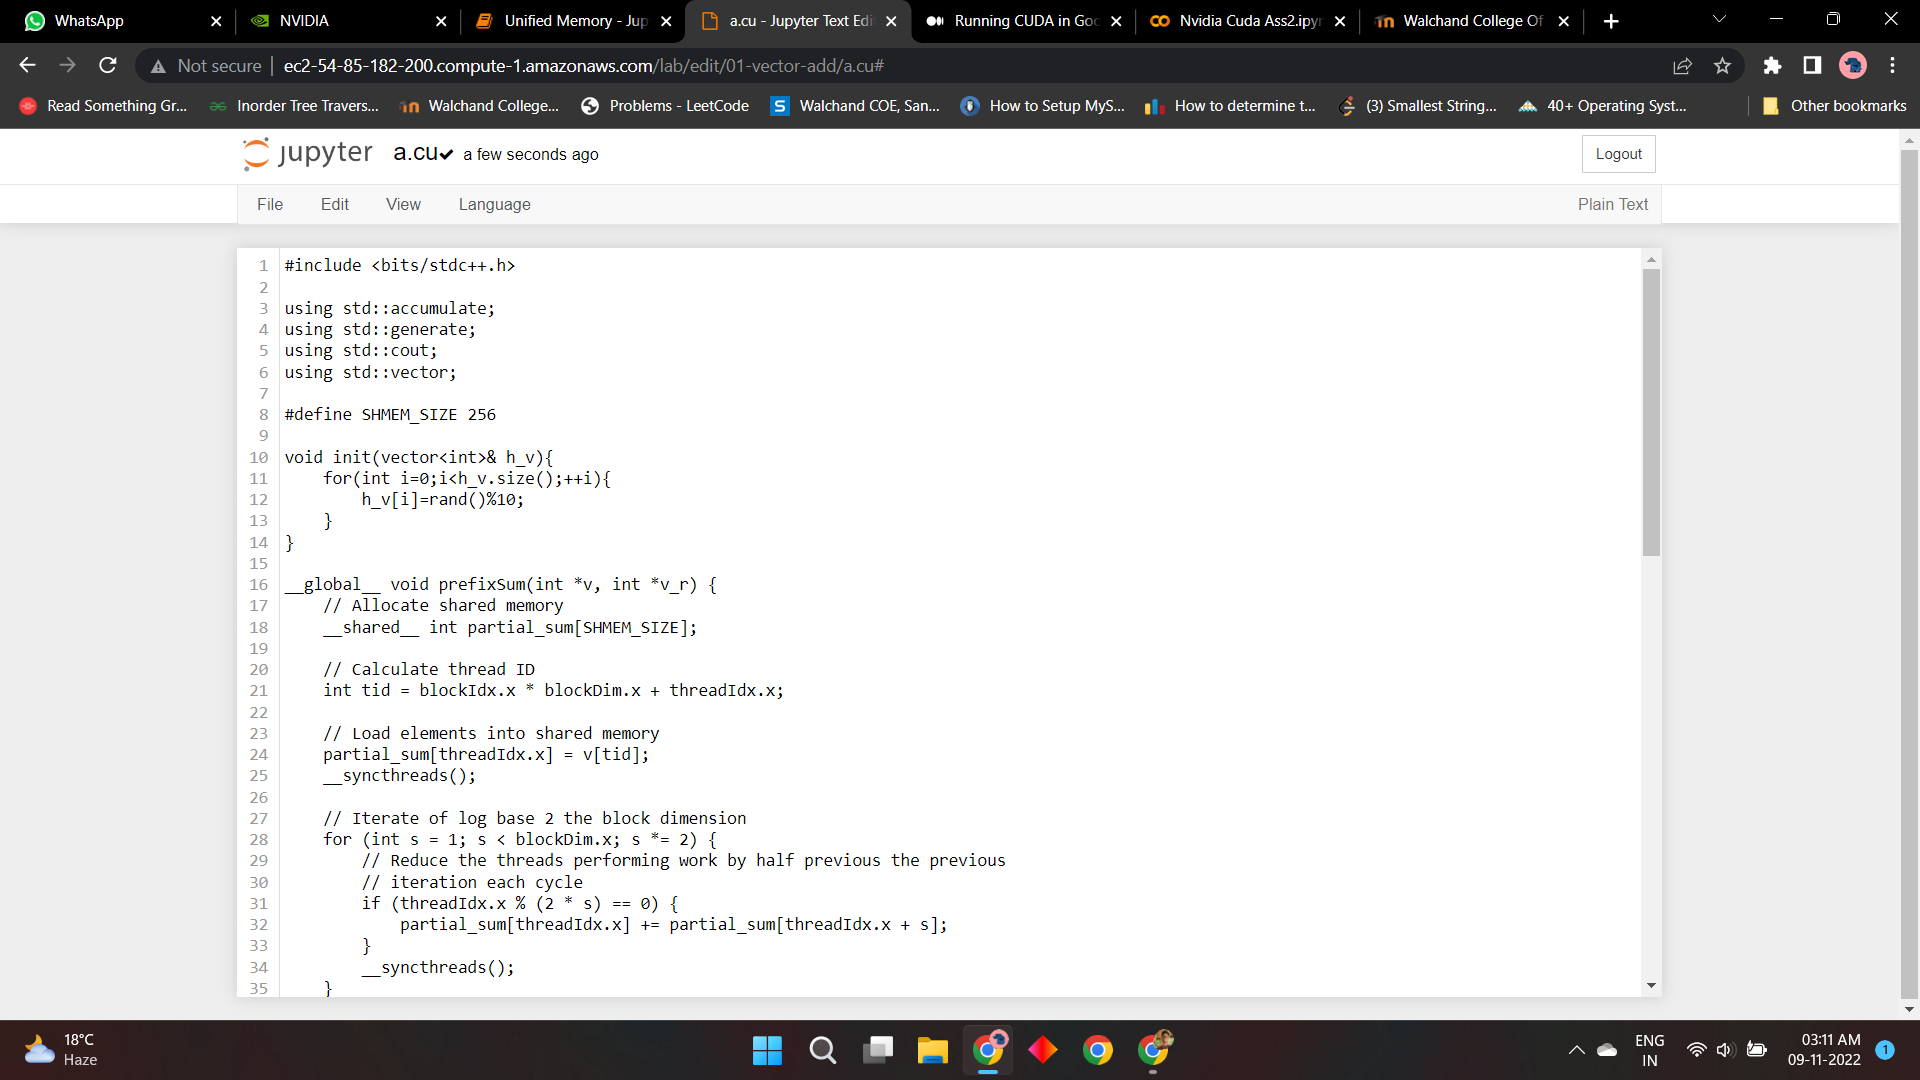 WhatsApp
NVIDIA
Unified Memory - Jup
a.cu - Jupyter Text Edi
Running CUDA in Goo
Nvidia Cuda Ass2.ipyn
Walchand College Of
Not secure | ec2-54-85-182-200.compute-1.amazonaws.com/lab/edit/01-vector-add/a.cu#
Read Something Gr...
Inorder Tree Travers...
Walchand College...
Problems - LeetCode
Walchand COE, San...
How to Setup MyS...
How to determine t...
(3) Smallest String...
40+ Operating Syst...
Other bookmarks
jupyter a.cu a few seconds ago
Logout
File Edit View Language
Plain Text
1 #include <bits/stdc++.h>
2
3 using std::accumulate;
4 using std::generate;
5 using std::cout;
6 using std::vector;
7
8 #define SHMEM_SIZE 256
9
10 void init(vector<int>& h_v){
11     for(int i=0;i<h_v.size();++i){
12         h_v[i]=rand()%10;
13     }
14 }
15
16 __global__ void prefixSum(int *v, int *v_r) {
17     // Allocate shared memory
18     __shared__ int partial_sum[SHMEM_SIZE];
19
20     // Calculate thread ID
21     int tid = blockIdx.x * blockDim.x + threadIdx.x;
22
23     // Load elements into shared memory
24     partial_sum[threadIdx.x] = v[tid];
25     __syncthreads();
26
27     // Iterate of log base 2 the block dimension
28     for (int s = 1; s < blockDim.x; s *= 2) {
29         // Reduce the threads performing work by half previous the previous
30         // iteration each cycle
31         if (threadIdx.x % (2 * s) == 0) {
32             partial_sum[threadIdx.x] += partial_sum[threadIdx.x + s];
33         }
34         __syncthreads();
35     }
18°C
Haze
ENG
IN
03:11 AM
09-11-2022
1